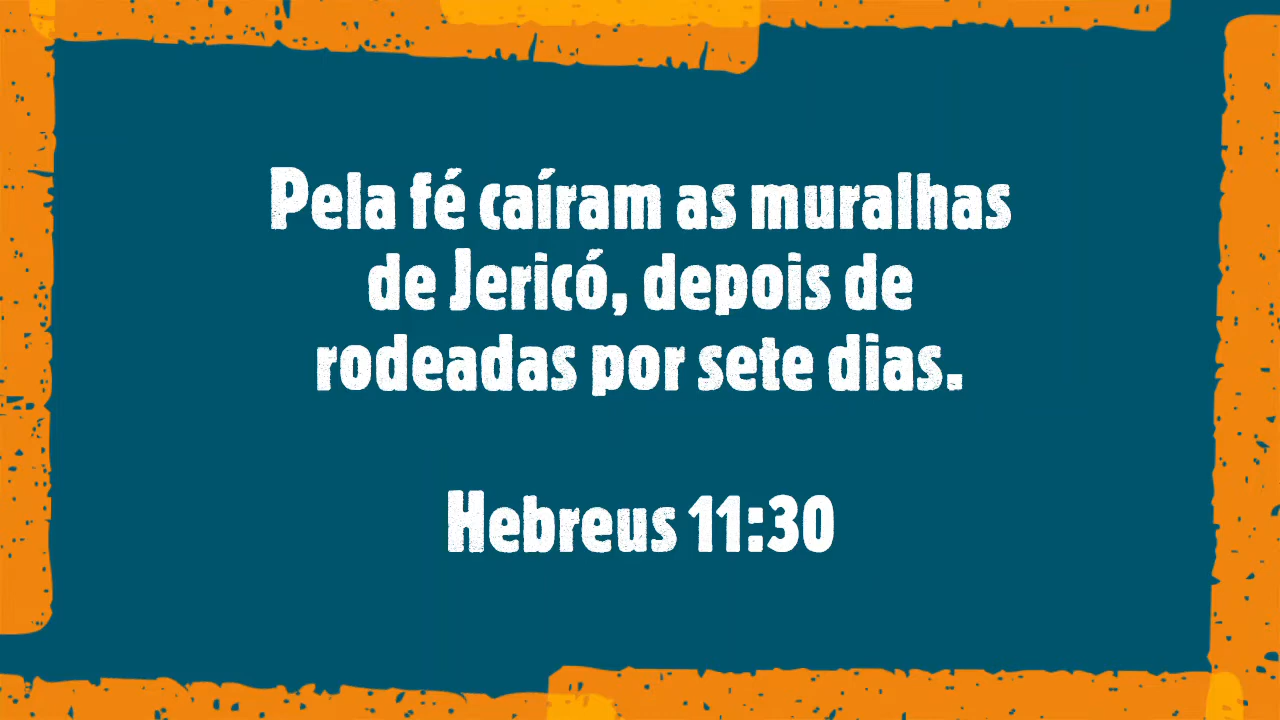 Pela fé caíram as muralhas
de Jericó, depois de
rodeadas por sete dias.
Hebreus 11:30